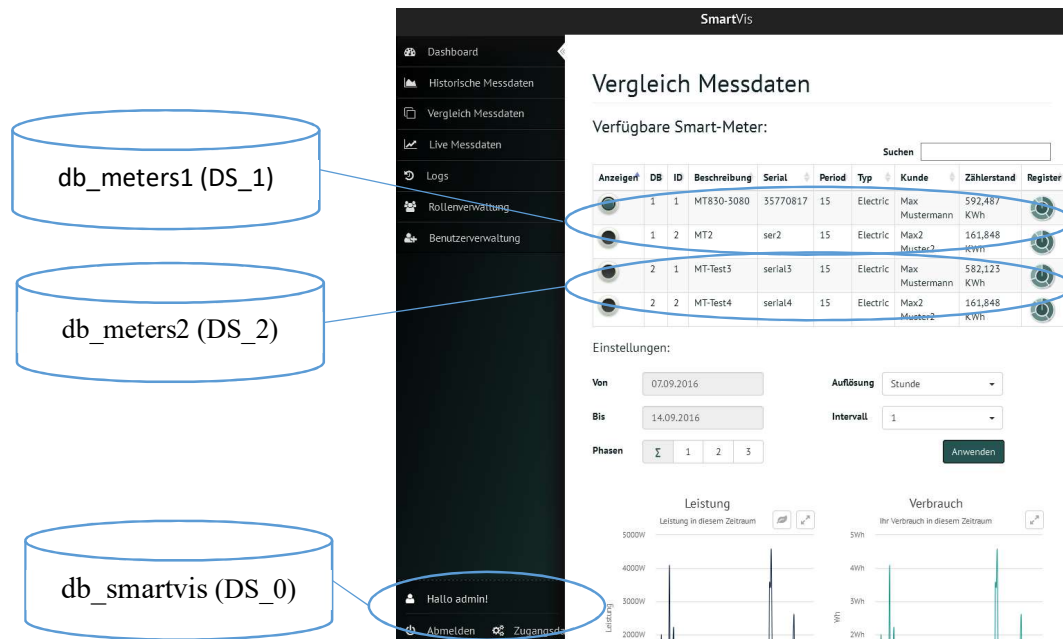 SmartVis
Dashboard
Historische Messdaten
Vergleich Messdaten
Live Messdaten
Logs
Rollenverwaltung
Benutzerverwaltung
Hallo admin!
Abmelden Zugangsda
db_meters1 (DS_1)
db_meters2 (DS_2)
db_smartvis (DS_0)
Vergleich Messdaten
Verfügbare Smart-Meter:
Suchen
Anzeigen DB ID Beschreibung Serial Period Typ Kunde Zählerstand Register
1 1 MT830-3080 35770817 15 Electric Max Mustermann 592,487 KWh
1 2 MT2 ser2 15 Electric Max2 Muster2 161,848 KWh
2 1 MT-Test3 serial3 15 Electric Max Mustermann 582,123 KWh
2 2 MT-Test4 serial4 15 Electric Max2 Muster2 161,848 KWh
Einstellungen:
Von 07.09.2016 Auflösung Stunde
Bis 14.09.2016 Intervall 1
Phasen Σ 1 2 3 Anwenden
Leistung
Leistung in diesem Zeitraum
5000W
4000W
3000W
2000W
Leistung
Verbrauch
Ihr Verbrauch in diesem Zeitraum
5Wh
4Wh
3Wh
2Wh
Wh